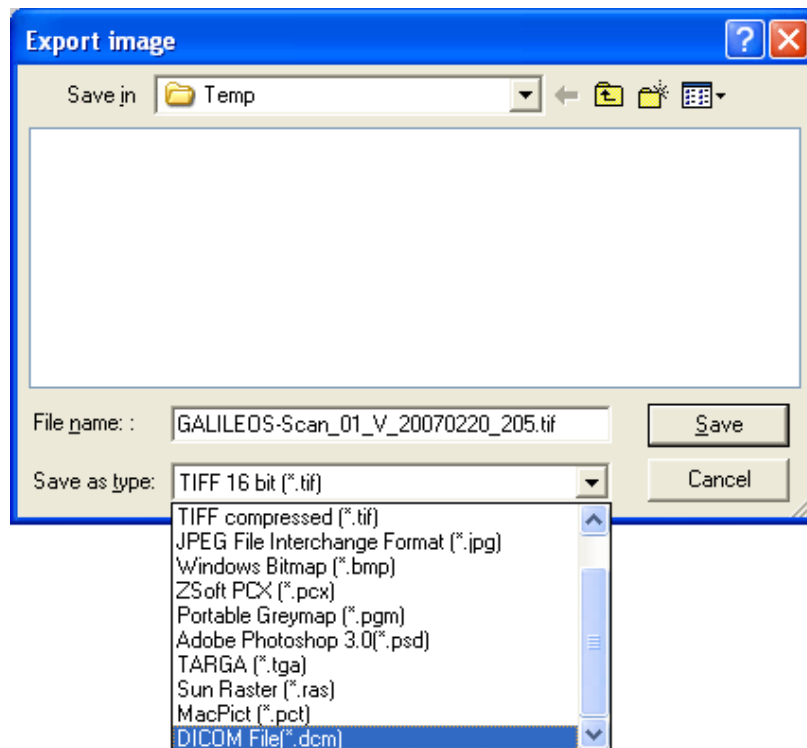 Export image
Save in Temp
File name: : GALILEOS-Scan_01_V_20070220_205.tif Save
Save as type: TIFF 16 bit (*.tif) Cancel
TIFF compressed (*.tif)
JPEG File Interchange Format (*.jpg)
Windows Bitmap (*.bmp)
ZSoft PCX (*.pcx)
Portable Greymap (*.pgm)
Adobe Photoshop 3.0(*.psd)
TARGA (*.tga)
Sun Raster (*.ras)
MacPict (*.pct)
DICOM File(*.dcm)